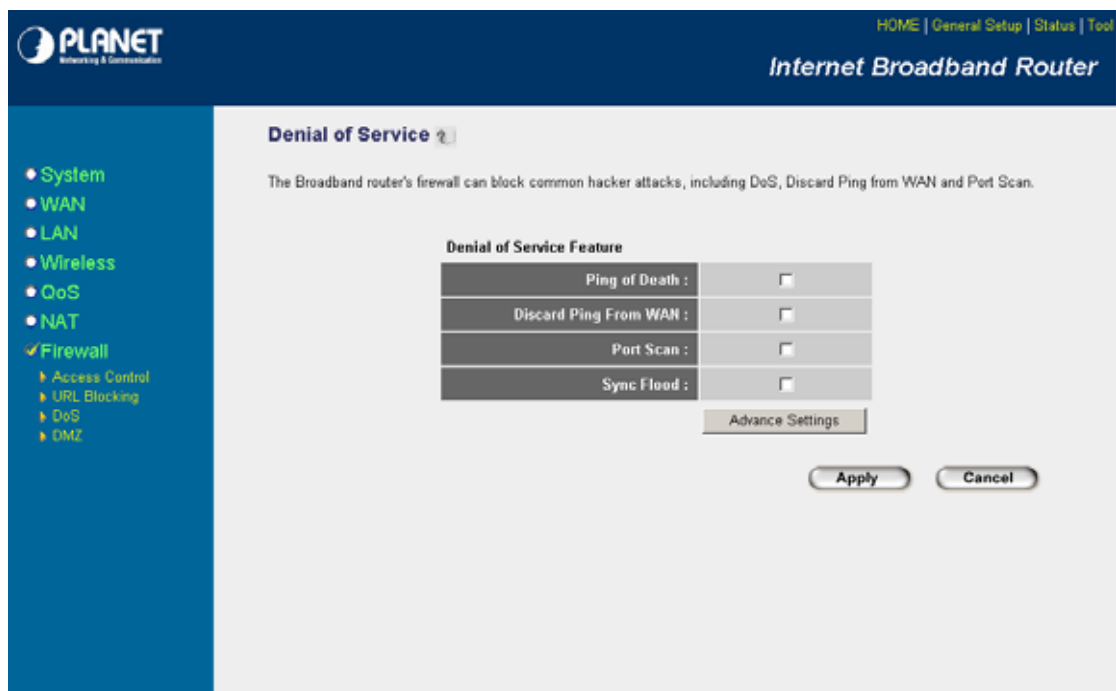 PLANET
Networking & Communication
HOME | General Setup | Status | Tool
Internet Broadband Router
System
WAN
LAN
Wireless
QoS
NAT
Firewall
Access Control
URL Blocking
DoS
DMZ
Denial of Service
The Broadband router's firewall can block common hacker attacks, including DoS, Discard Ping from WAN and Port Scan.
Denial of Service Feature
Ping of Death :
Discard Ping From WAN :
Port Scan :
Sync Flood :
Advance Settings
Apply
Cancel